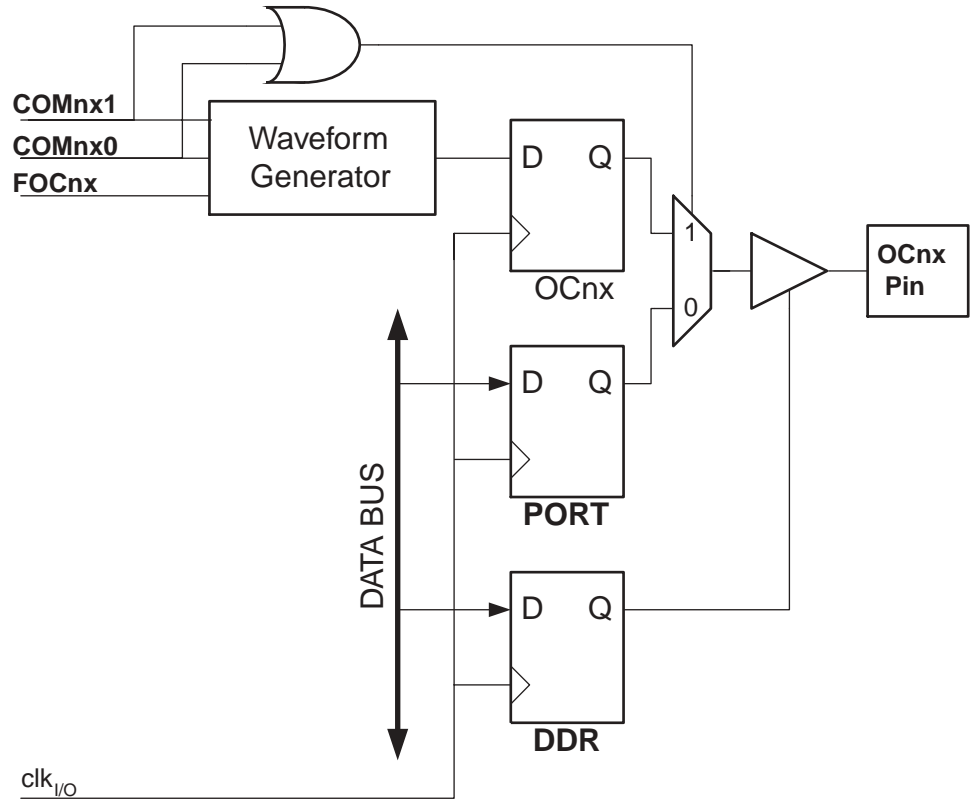 COMnx1
COMnx0
FOCnx
Waveform
Generator
D Q
OCnx
1
0
OCnx
Pin
D Q
PORT
DATA BUS
D Q
DDR
clkI/O